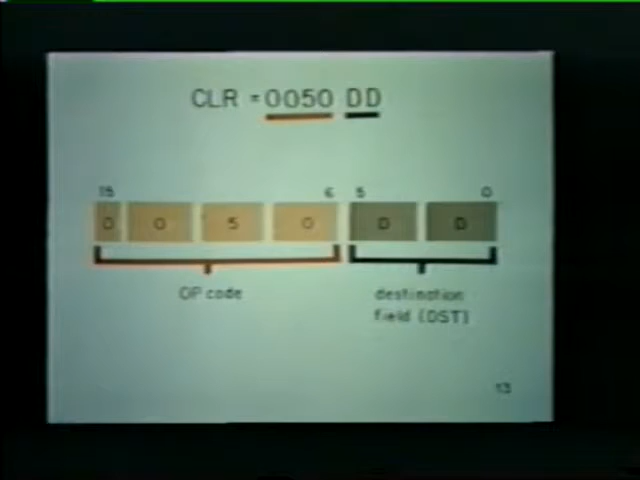 CLR = 0050 DD
15 6 5 0
0 0 5 0 D D
OP code destination
field (DST)
13